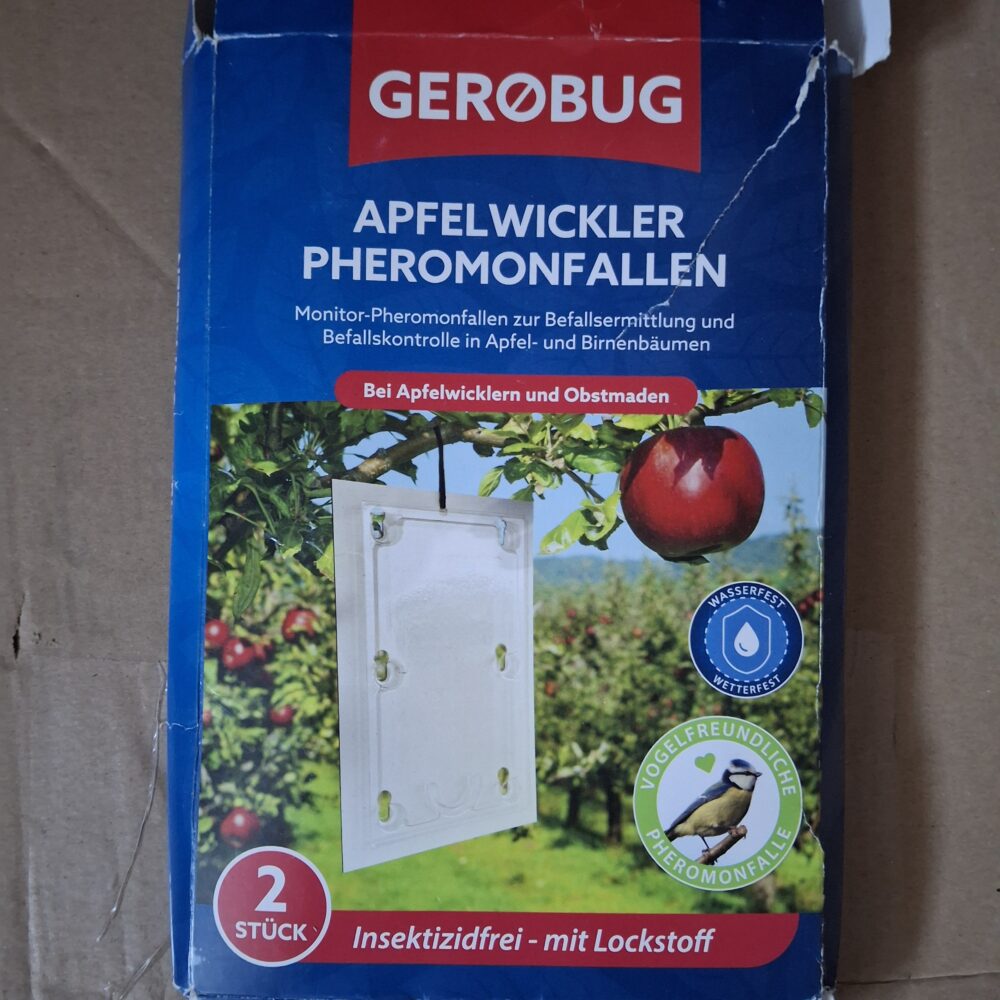 GERØBUG
APFELWICKLER
PHEROMONFALLEN
Monitor-Pheromonfallen zur Befallsermittlung und
Befallskontrolle in Apfel- und Birnenbäumen
Bei Apfelwicklern und Obstmaden
WASSERFEST
WETTERFEST
VOGELFREUNDLICHE
PHEROMONFALLE
2
STÜCK
Insektizidfrei - mit Lockstoff